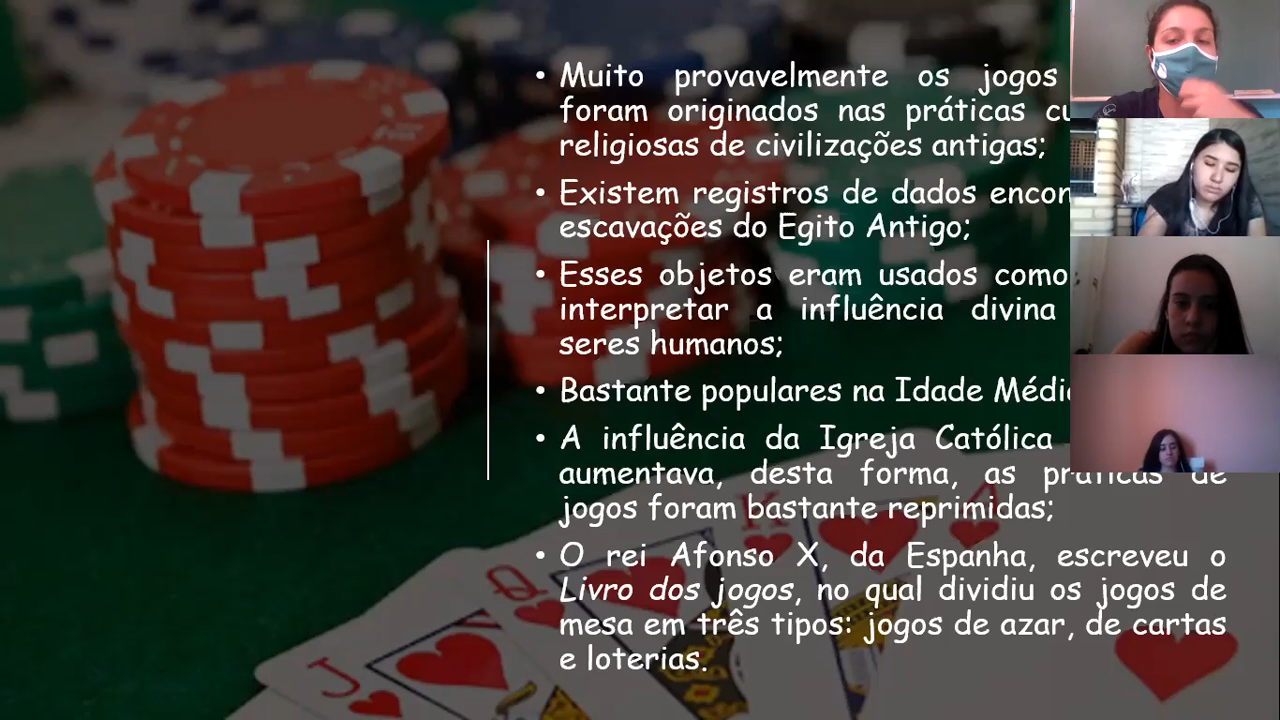 • Muito provavelmente os jogos
foram originados nas práticas
religiosas de civilizações antigas;
• Existem registros de dados
escavações do Egito Antigo;
• Esses objetos eram usados como
interpretar a influência divina
seres humanos;
• Bastante populares na Idade
• A influência da Igreja Católica
aumentava, desta forma, as práticas de
jogos foram bastante reprimidas;
• O rei Afonso X, da Espanha, escreveu o
Livro dos jogos, no qual dividiu os jogos de
mesa em três tipos: jogos de azar, de cartas
e loterias.
K
A
Q
J